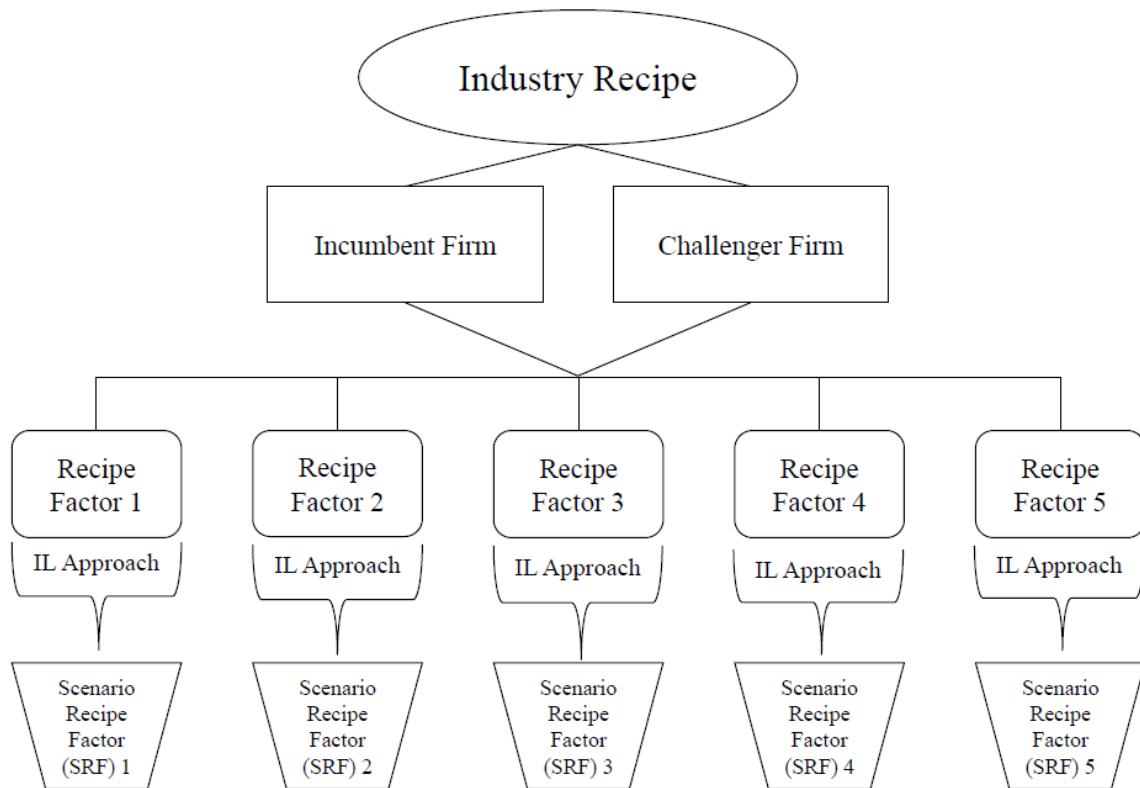 Industry Recipe
Incumbent Firm
Challenger Firm
Recipe
Factor 1
Recipe
Factor 2
Recipe
Factor 3
Recipe
Factor 4
Recipe
Factor 5
IL Approach
IL Approach
IL Approach
IL Approach
IL Approach
Scenario
Recipe
Factor
(SRF) 1
Scenario
Recipe
Factor
(SRF) 2
Scenario
Recipe
Factor
(SRF) 3
Scenario
Recipe
Factor
(SRF) 4
Scenario
Recipe
Factor
(SRF) 5